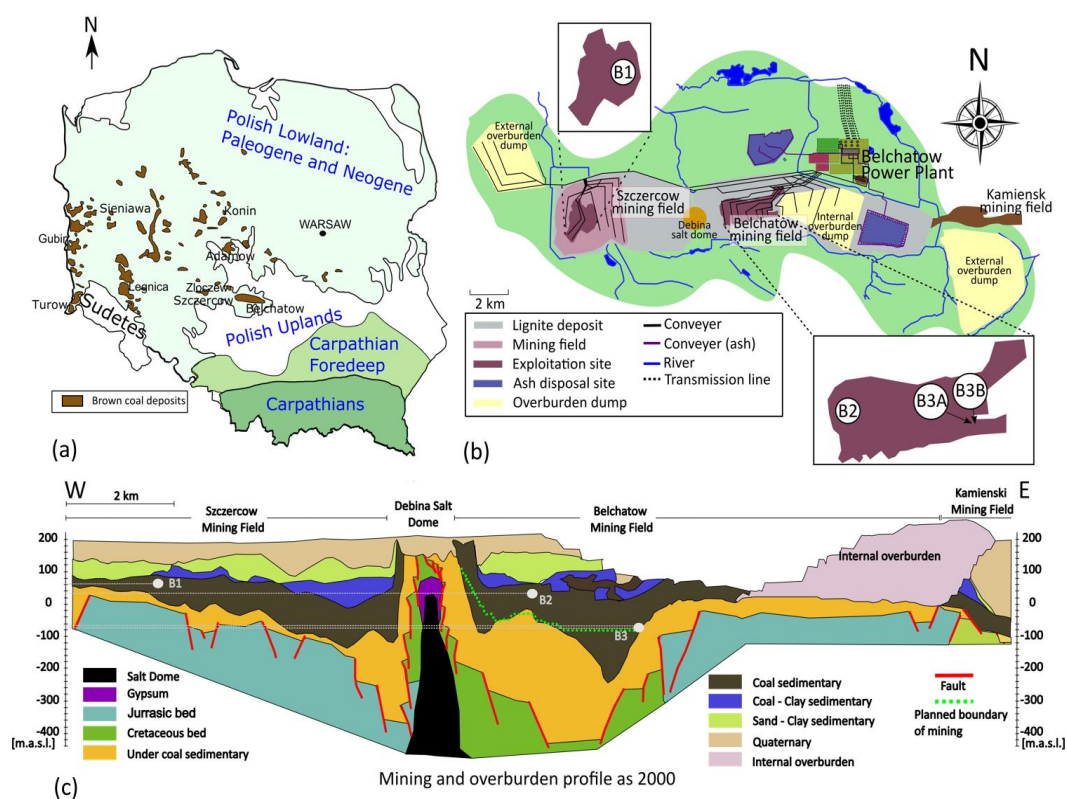 N
Polish Lowland:
Paleogene and Neogene
Sieniawa
Konin
WARSAW
Gubin
Adamow
Legnica
Zloczew
Szczercow
Belchatow
Turow
Sudetes
Polish Uplands
Carpathian
Foredeep
Carpathians
Brown coal deposits
(a)
B1
N
External
overburden
dump
Szczercow
mining field
Debina
salt dome
Belchatow
mining field
Internal
overburden
dump
Belchatow
Power Plant
Kamiensk
mining field
External
overburden
dump
2 km
Lignite deposit
Mining field
Exploitation site
Ash disposal site
Overburden dump
Conveyer
Conveyer (ash)
River
Transmission line
B2
B3A
B3B
(b)
W
E
2 km
Szczercow
Mining Field
Debina Salt
Dome
Belchatow
Mining Field
Kamienski
Mining Field
200
100
0
-100
-200
-300
-400
[m.a.s.l.]
B1
B2
B3
Internal overburden
200
100
0
-100
-200
-300
-400
[m.a.s.l.]
Salt Dome
Gypsum
Jurrasic bed
Cretaceous bed
Under coal sedimentary
Coal sedimentary
Coal - Clay sedimentary
Sand - Clay sedimentary
Quaternary
Internal overburden
Fault
Planned boundary
of mining
(c)
Mining and overburden profile as 2000